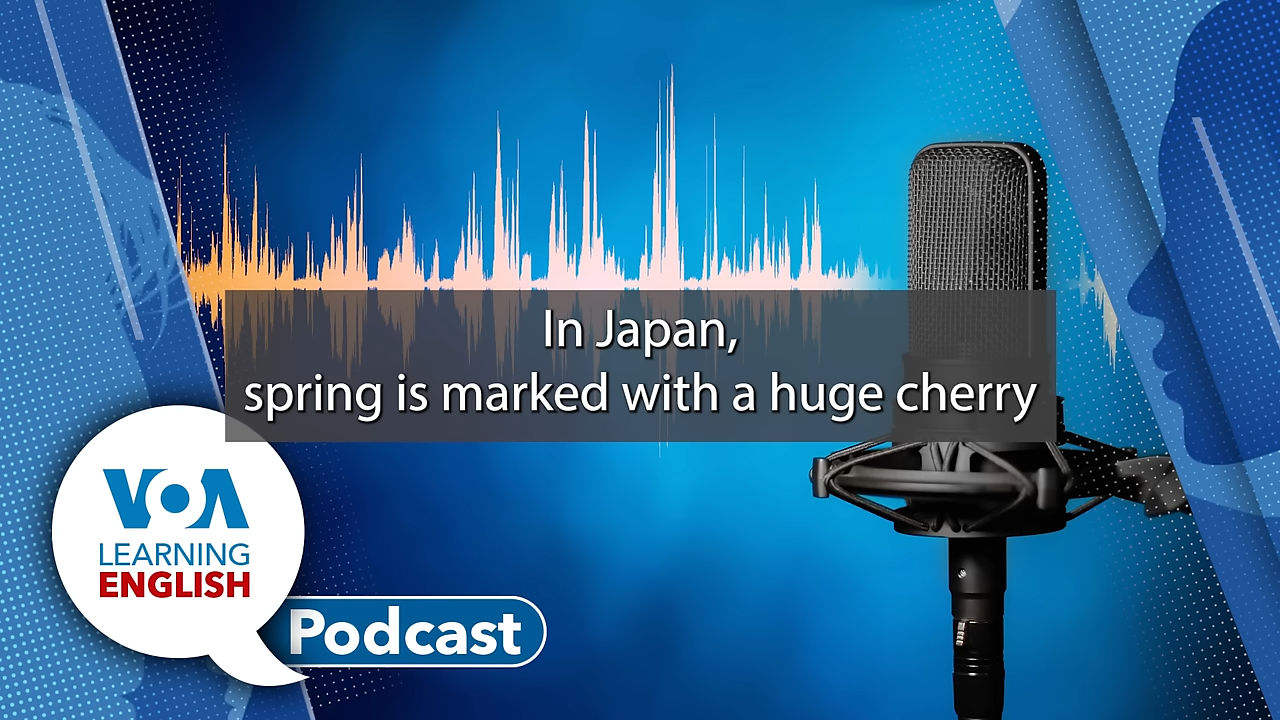 In Japan,
spring is marked with a huge cherry
VOA
LEARNING
ENGLISH
Podcast